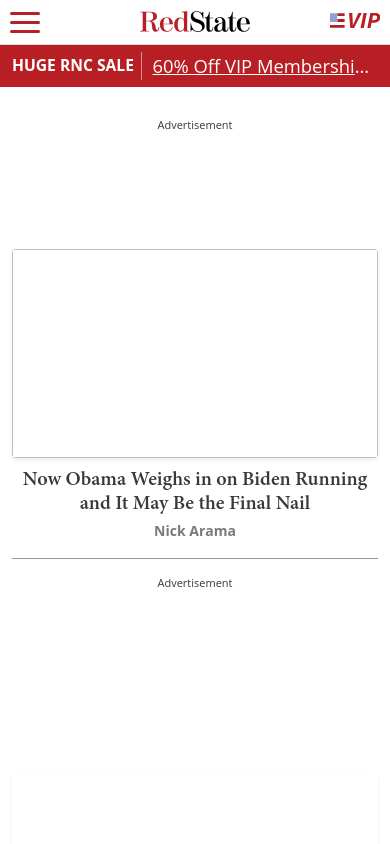 RedState
VIP
HUGE RNC SALE
60% Off VIP Membershi...
Advertisement
Now Obama Weighs in on Biden Running
and It May Be the Final Nail
Nick Arama
Advertisement